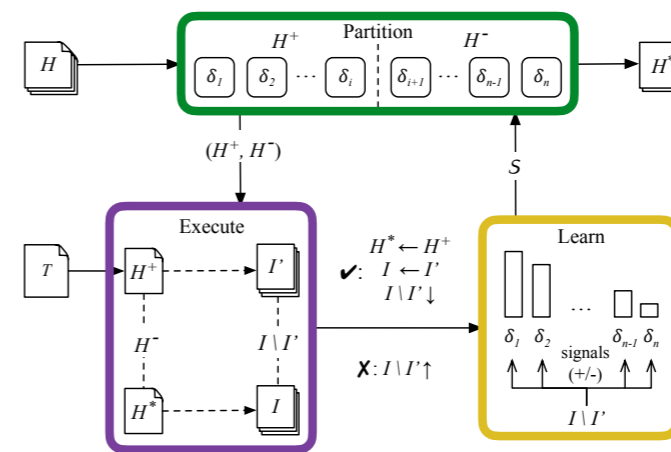 Partition
H⁺ H⁻
H δ₁ δ₂ ··· δᵢ δᵢ₊₁ ··· δₙ₋₁ δₙ H*
(H⁺, H⁻)
S
Execute
T H⁺ I'
H⁻ I \ I'
H* I
H* ← H⁺
✔: I ← I'
I \ I' ↓
✗: I \ I' ↑
Learn
...
δ₁ δ₂ δₙ₋₁ δₙ
signals
(+/-)
I \ I'